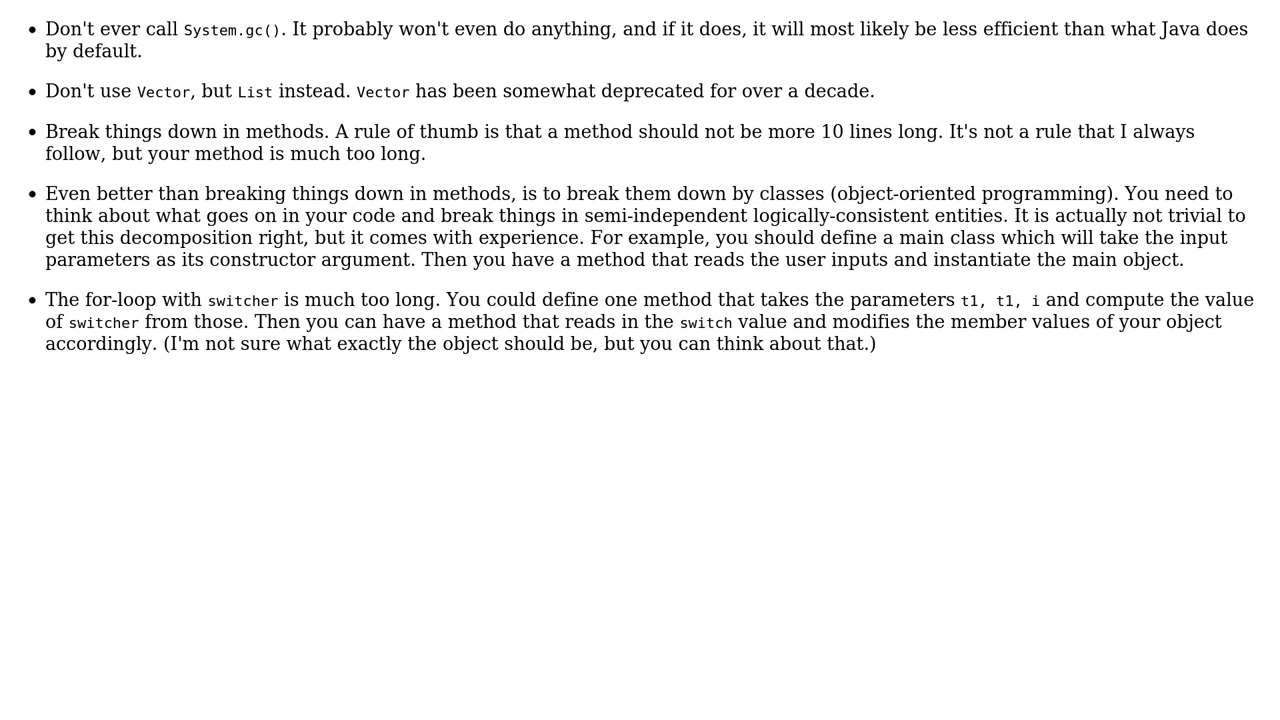 Don't ever call System.gc(). It probably won't even do anything, and if it does, it will most likely be less efficient than what Java does
by default.
Don't use Vector, but List instead. Vector has been somewhat deprecated for over a decade.
Break things down in methods. A rule of thumb is that a method should not be more 10 lines long. It's not a rule that I always
follow, but your method is much too long.
Even better than breaking things down in methods, is to break them down by classes (object-oriented programming). You need to
think about what goes on in your code and break things in semi-independent logically-consistent entities. It is actually not trivial to
get this decomposition right, but it comes with experience. For example, you should define a main class which will take the input
parameters as its constructor argument. Then you have a method that reads the user inputs and instantiate the main object.
The for-loop with switcher is much too long. You could define one method that takes the parameters t1, t1, i and compute the value
of switcher from those. Then you can have a method that reads in the switch value and modifies the member values of your object
accordingly. (I'm not sure what exactly the object should be, but you can think about that.)